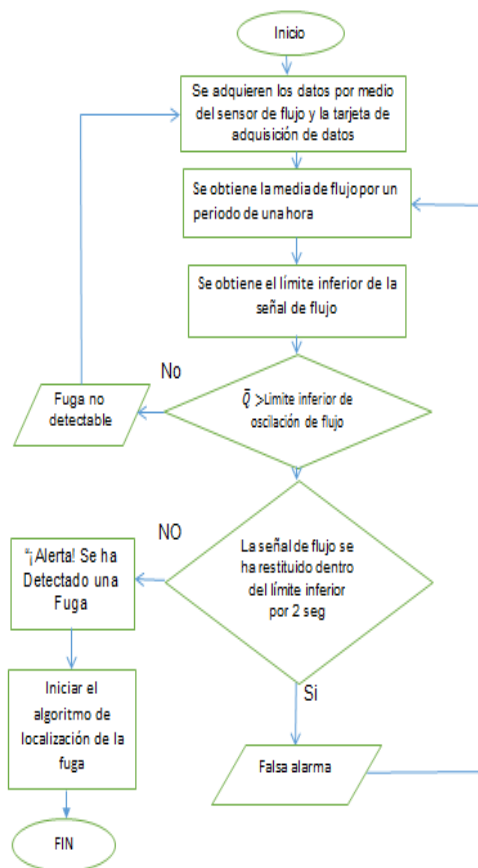 Inicio
Se adquieren los datos por medio
del sensor de flujo y la tarjeta de
adquisición de datos
Se obtiene la media de flujo por un
periodo de una hora
Se obtiene el límite inferior de la
señal de flujo
No
Q̄ >Limite inferior de
oscilación de flujo
Fuga no
detectable
NO
La señal de flujo se
ha restituido dentro
del límite inferior
por 2 seg
“¡Alerta! Se ha
Detectado una
Fuga
Iniciar el
algoritmo de
localización de la
fuga
Si
Falsa alarma
FIN